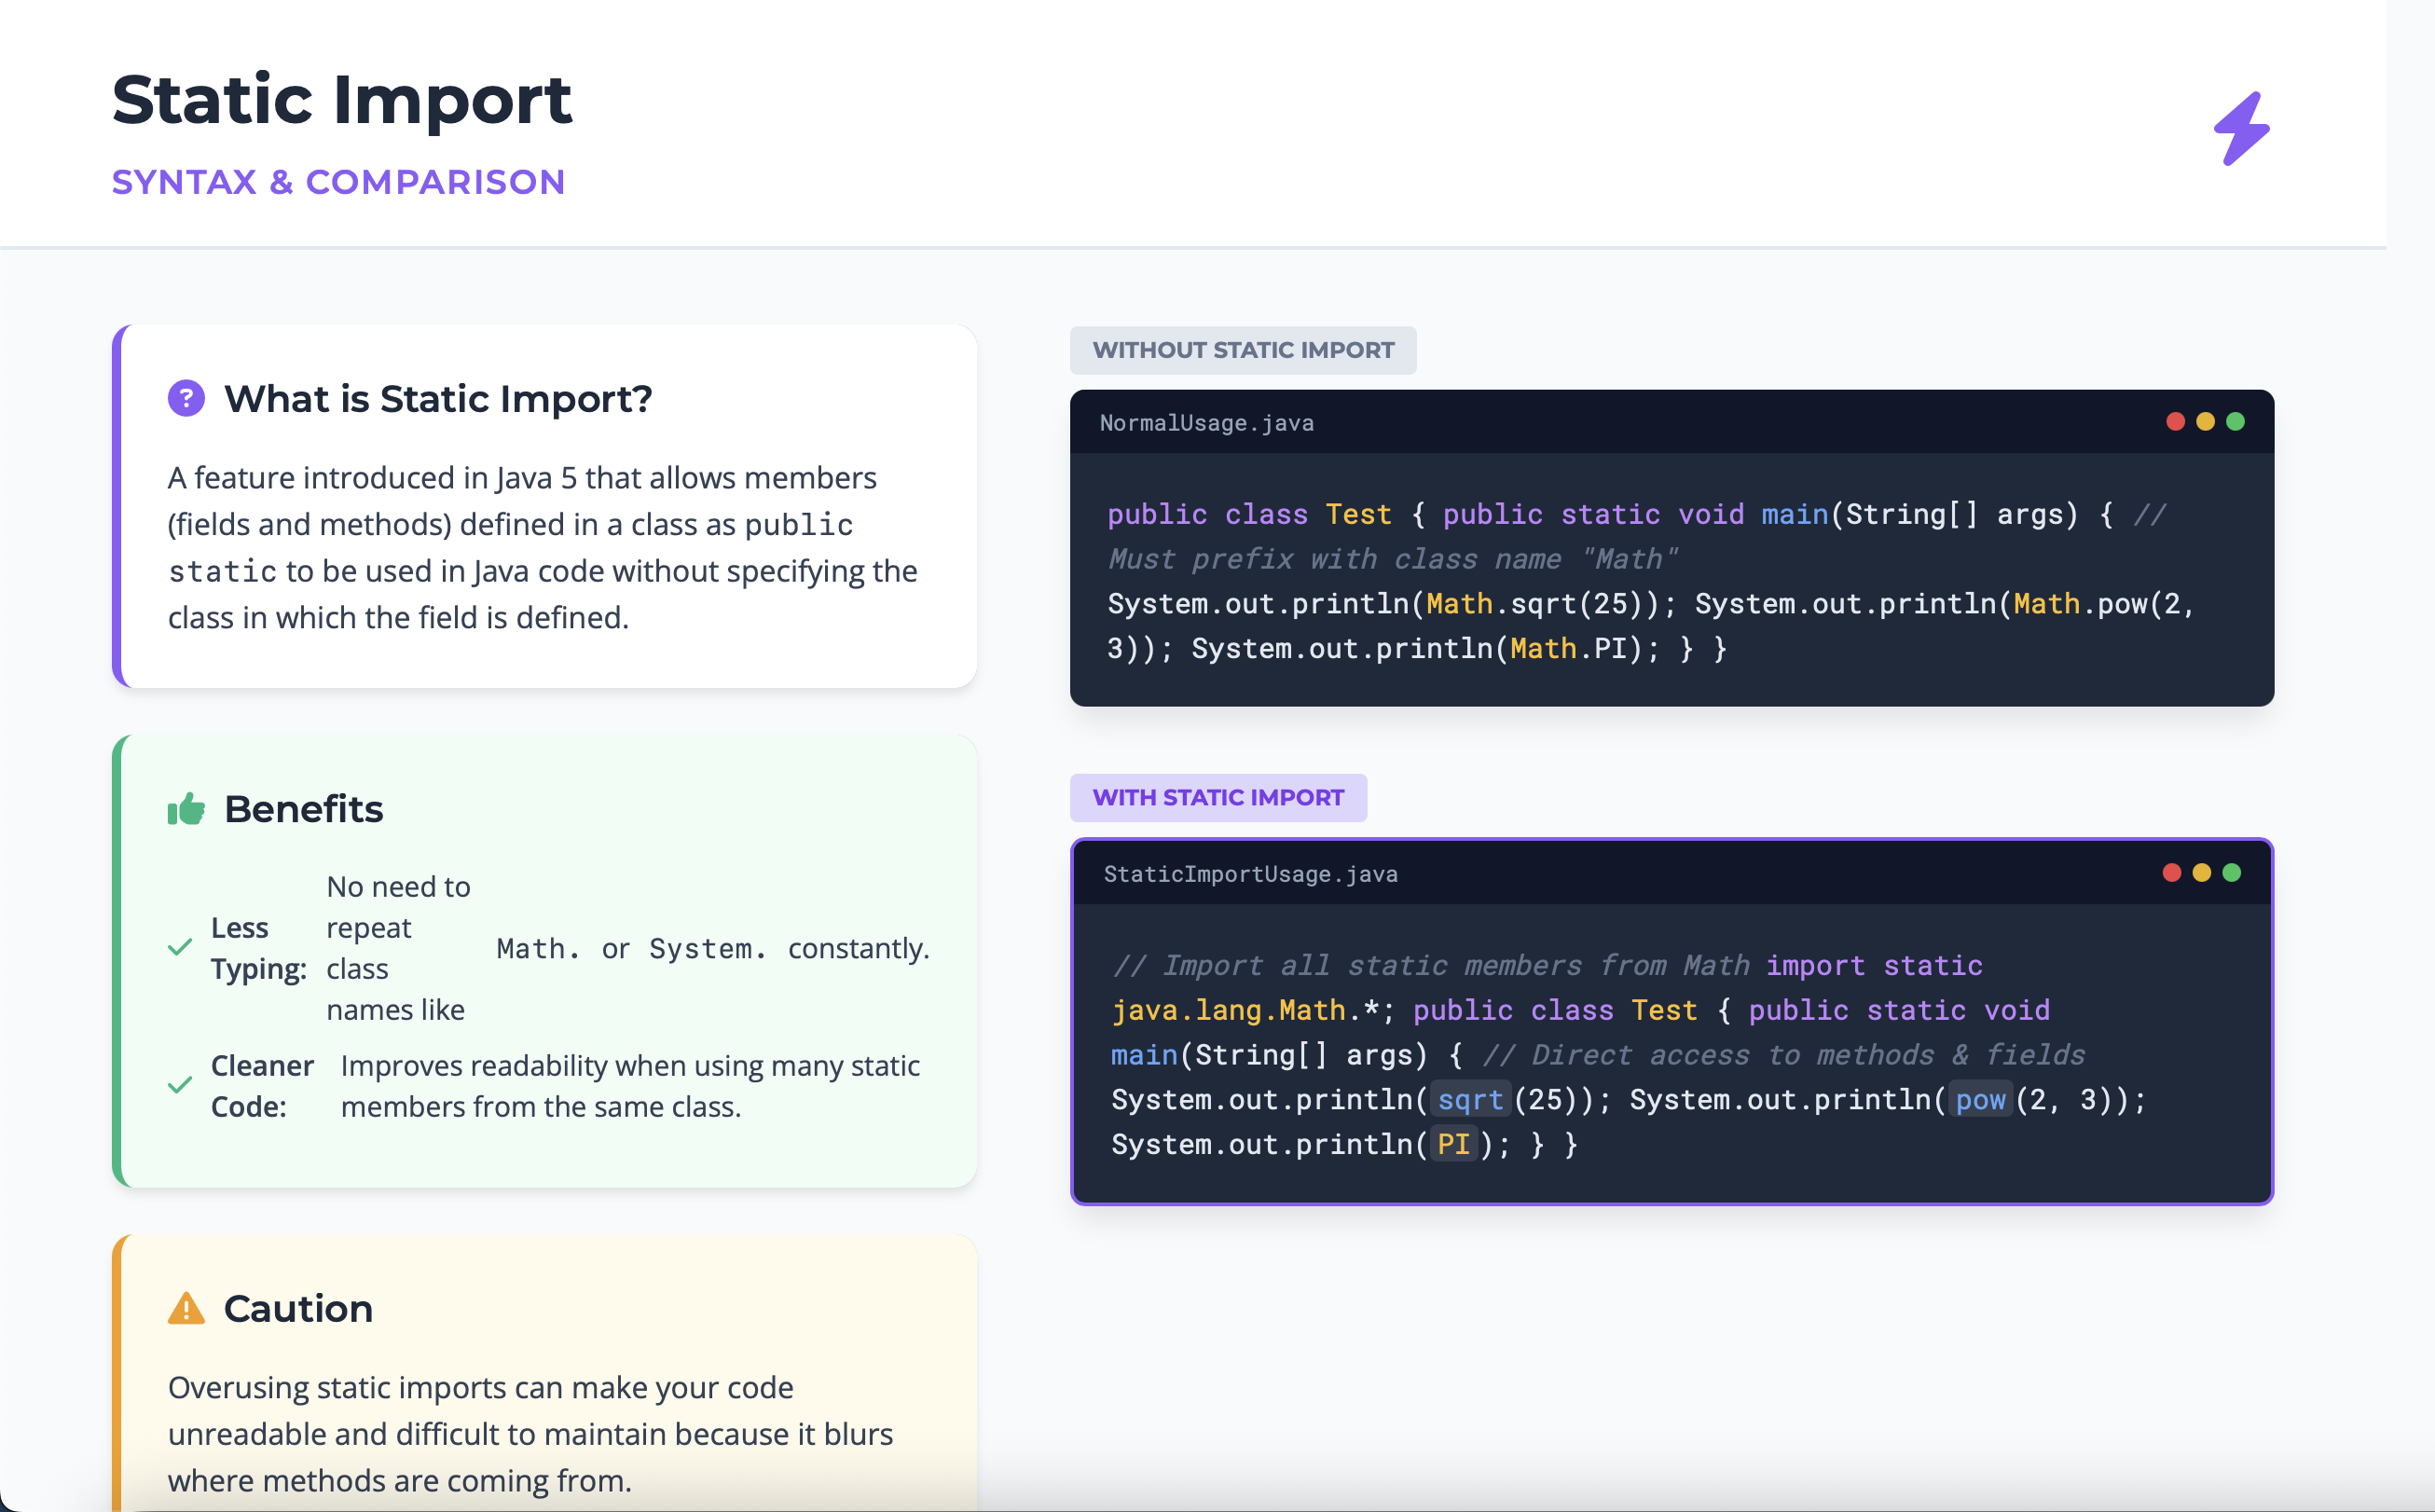 Static Import
SYNTAX & COMPARISON
What is Static Import?
A feature introduced in Java 5 that allows members
(fields and methods) defined in a class as public
static to be used in Java code without specifying the
class in which the field is defined.
Benefits
Less
Typing:
No need to
repeat
class
names like
Math. or System. constantly.
Cleaner
Code:
Improves readability when using many static
members from the same class.
Caution
Overusing static imports can make your code
unreadable and difficult to maintain because it blurs
where methods are coming from.
WITHOUT STATIC IMPORT
NormalUsage.java
public class Test { public static void main(String[] args) { //
Must prefix with class name "Math"
System.out.println(Math.sqrt(25)); System.out.println(Math.pow(2,
3)); System.out.println(Math.PI); } }
WITH STATIC IMPORT
StaticImportUsage.java
// Import all static members from Math import static
java.lang.Math.*; public class Test { public static void
main(String[] args) { // Direct access to methods & fields
System.out.println(sqrt(25)); System.out.println(pow(2, 3));
System.out.println(PI); } }